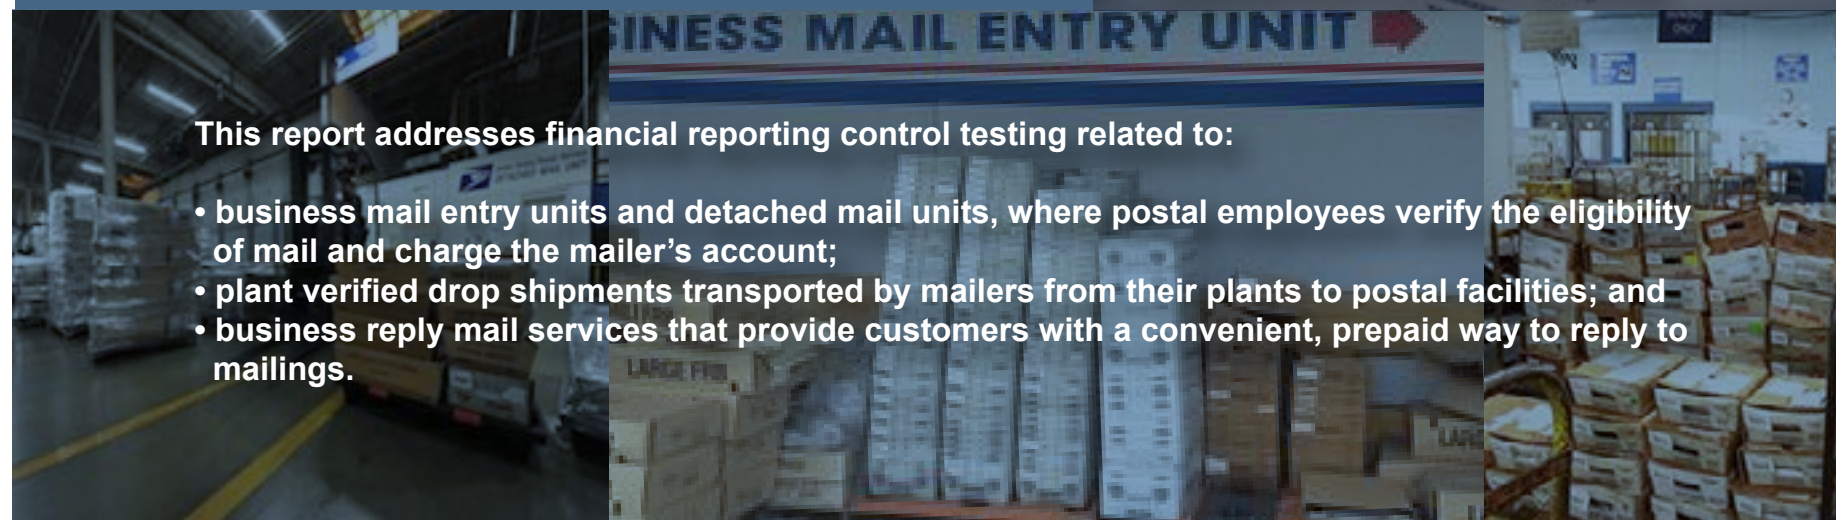 INESS MAIL ENTRY UNIT
This report addresses financial reporting control testing related to:
• business mail entry units and detached mail units, where postal employees verify the eligibility
of mail and charge the mailer’s account;
• plant verified drop shipments transported by mailers from their plants to postal facilities; and
• business reply mail services that provide customers with a convenient, prepaid way to reply to
mailings.